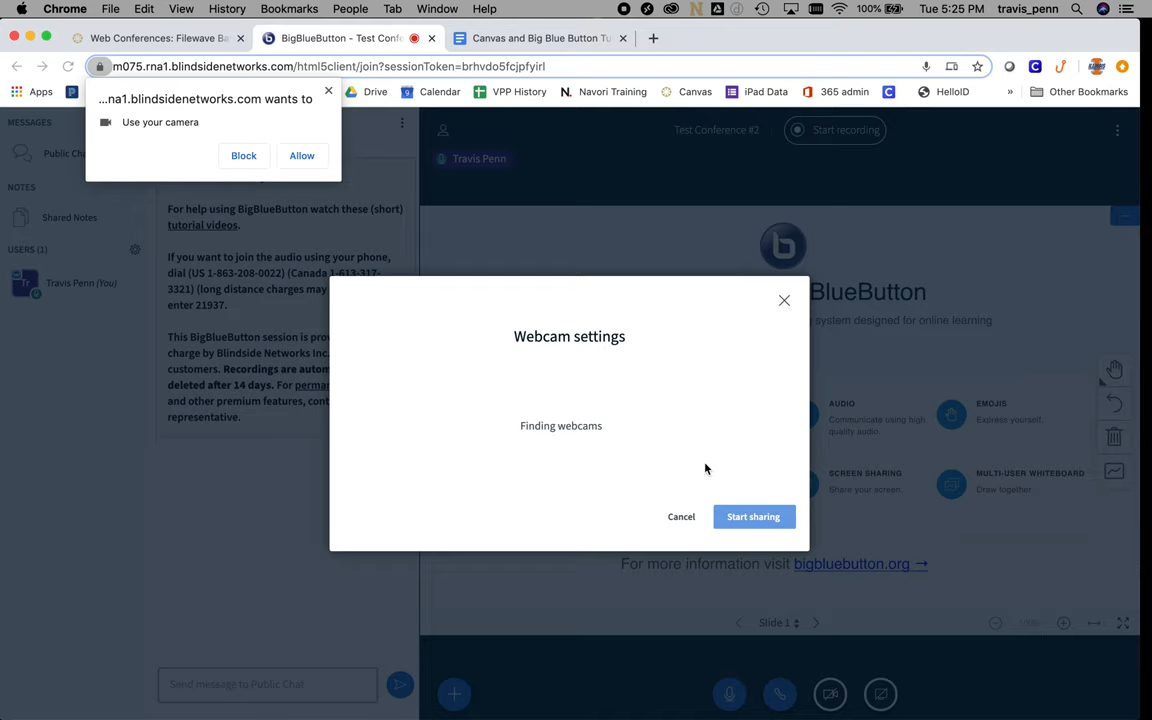 Chrome File Edit View History Bookmarks People Tab Window Help 100% Tue 5:25 PM travis_penn
Web Conferences: Filewave Ba
BigBlueButton - Test Confe
Canvas and Big Blue Button Tu
m075.rna1.blindsidenetworks.com/html5client/join?sessionToken=brhvdo5fcjpfyirl
Apps Drive Calendar VPP History Navori Training Canvas iPad Data 365 admin HelloID » Other Bookmarks
...na1.blindsidenetworks.com wants to
Use your camera
Block Allow
MESSAGES
Public Cha
NOTES
Shared Notes
USERS (1)
Travis Penn (You)
For help using BigBlueButton watch these (short)
tutorial videos.
If you want to join the audio using your phone,
dial (US 1-863-208-0022) (Canada 1-613-317-
3321) (long distance charges may
enter 21937.
This BigBlueButton session is prov
charge by Blindside Networks Inc.
customers. Recordings are autom
deleted after 14 days. For perman
and other premium features, cont
representative.
Send message to Public Chat
Test Conference #2
Start recording
Travis Penn
BlueButton
system designed for online learning
AUDIO
Communicate using high
quality audio.
EMOJIS
Express yourself.
SCREEN SHARING
Share your screen.
MULTI-USER WHITEBOARD
Draw together.
For more information visit bigbluebutton.org →
Slide 1
100%
Webcam settings
Finding webcams
Cancel
Start sharing